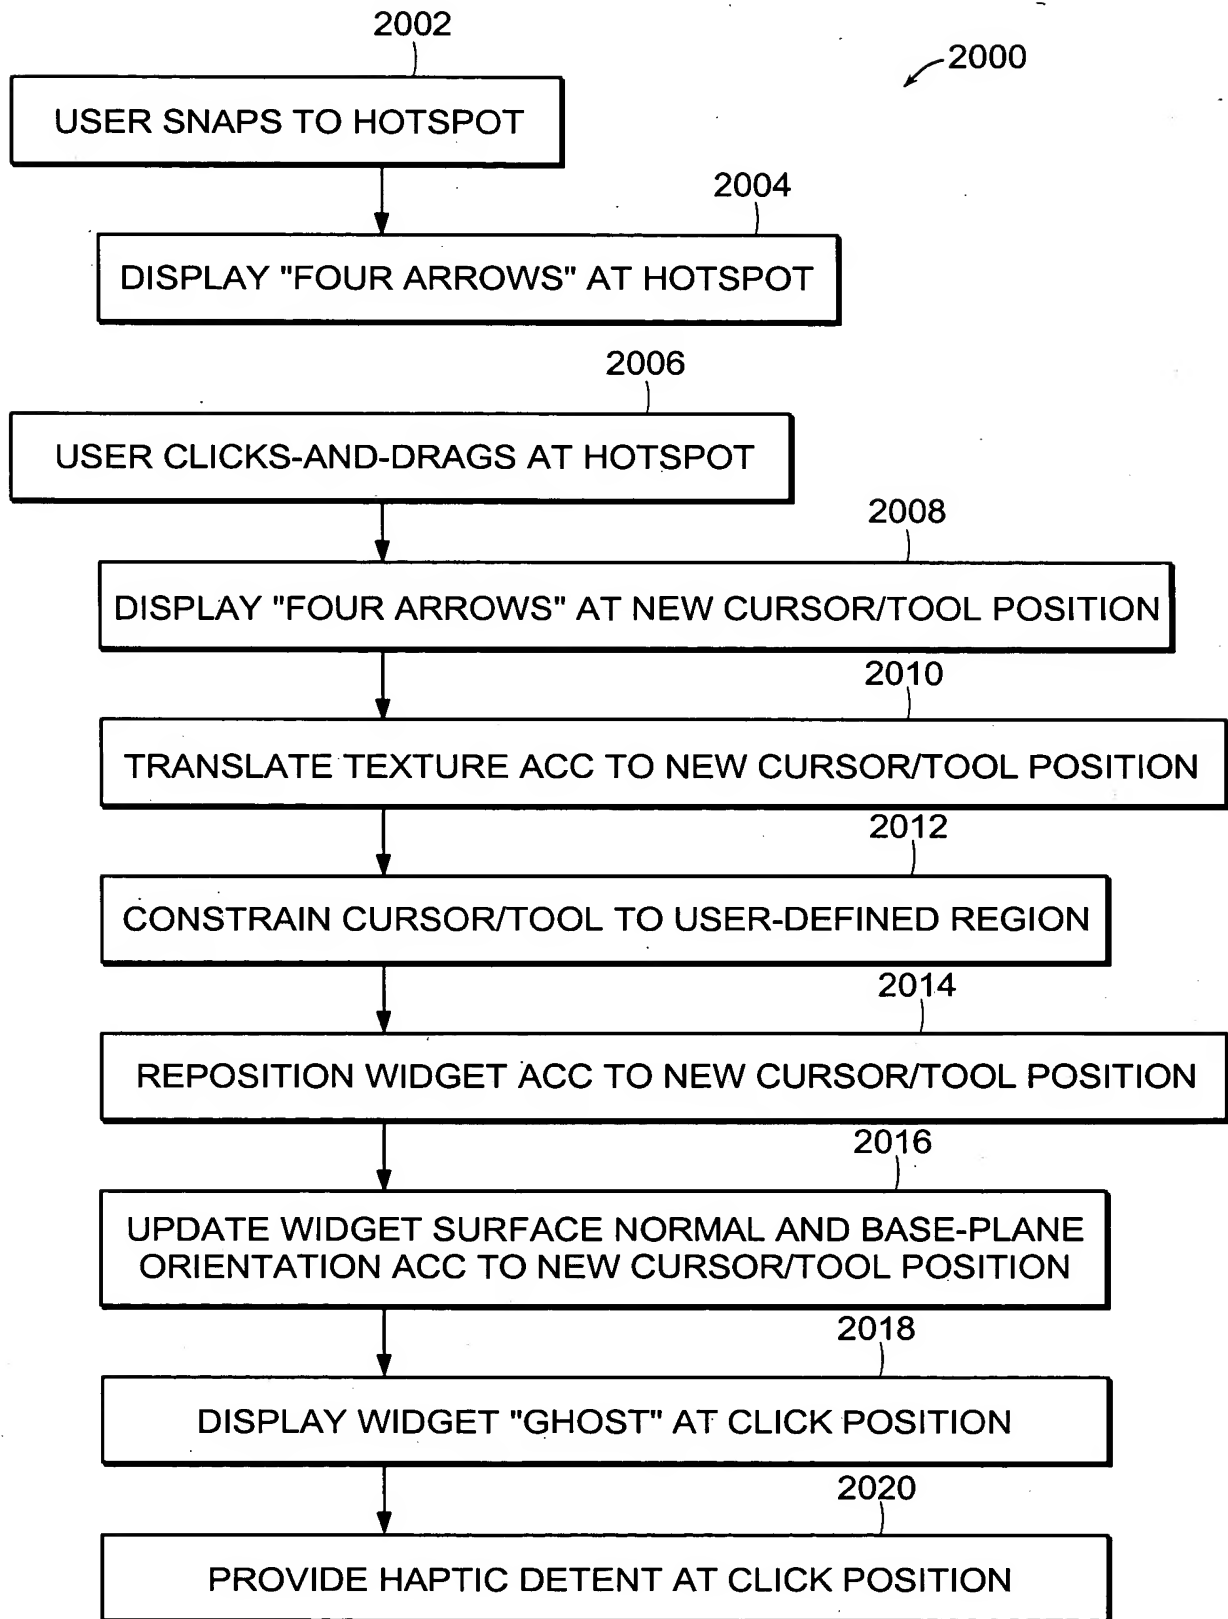 2002
2000
USER SNAPS TO HOTSPOT
2004
DISPLAY "FOUR ARROWS" AT HOTSPOT
2006
USER CLICKS-AND-DRAGS AT HOTSPOT
2008
DISPLAY "FOUR ARROWS" AT NEW CURSOR/TOOL POSITION
2010
TRANSLATE TEXTURE ACC TO NEW CURSOR/TOOL POSITION
2012
CONSTRAIN CURSOR/TOOL TO USER-DEFINED REGION
2014
REPOSITION WIDGET ACC TO NEW CURSOR/TOOL POSITION
2016
UPDATE WIDGET SURFACE NORMAL AND BASE-PLANE
ORIENTATION ACC TO NEW CURSOR/TOOL POSITION
2018
DISPLAY WIDGET "GHOST" AT CLICK POSITION
2020
PROVIDE HAPTIC DETENT AT CLICK POSITION